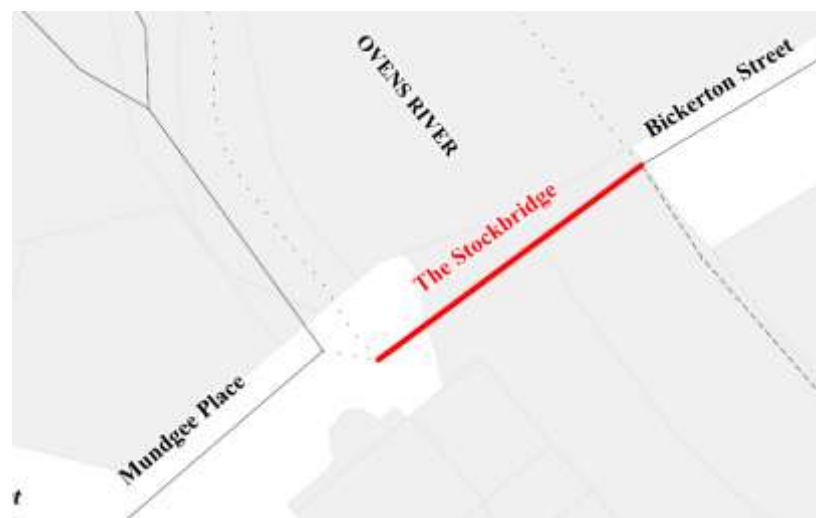 OVENS RIVER
Bickerton Street
The Stockbridge
Mundgee Place
t